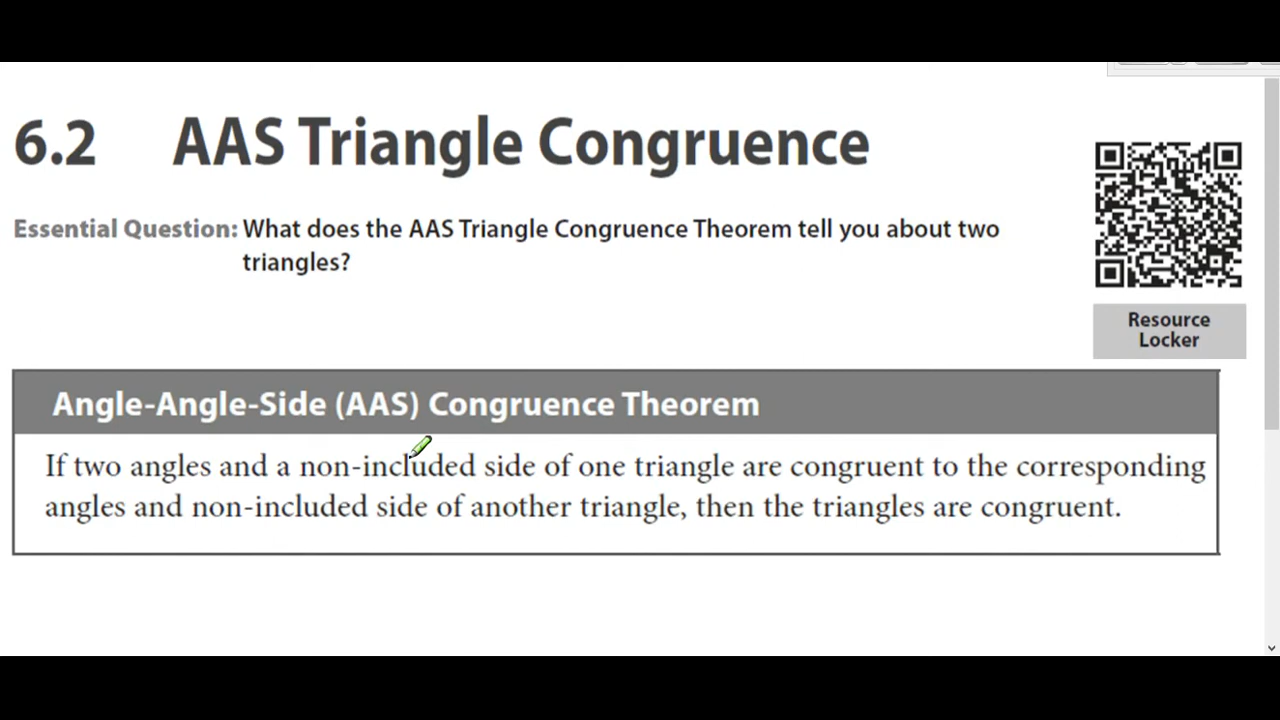 6.2 AAS Triangle Congruence
Essential Question: What does the AAS Triangle Congruence Theorem tell you about two
triangles?
Resource
Locker
Angle-Angle-Side (AAS) Congruence Theorem
If two angles and a non-included side of one triangle are congruent to the corresponding
angles and non-included side of another triangle, then the triangles are congruent.